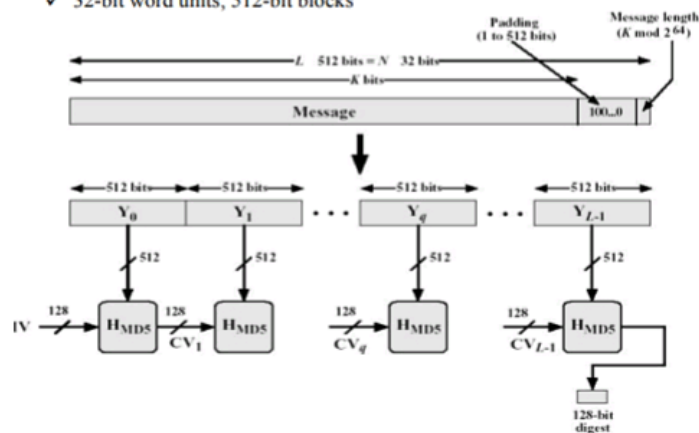 ✓ 32-bit word units, 512-bit blocks
Padding
(1 to 512 bits)
Message length
(K mod 2^64)
L 512 bits = N 32 bits
K bits
Message
100...0
512 bits
512 bits
512 bits
512 bits
Y0
Y1
• • •
Yq
• • •
YL-1
512
512
512
512
IV
128
HMD5
128
CV1
HMD5
128
CVq
HMD5
128
CVL-1
HMD5
128-bit
digest